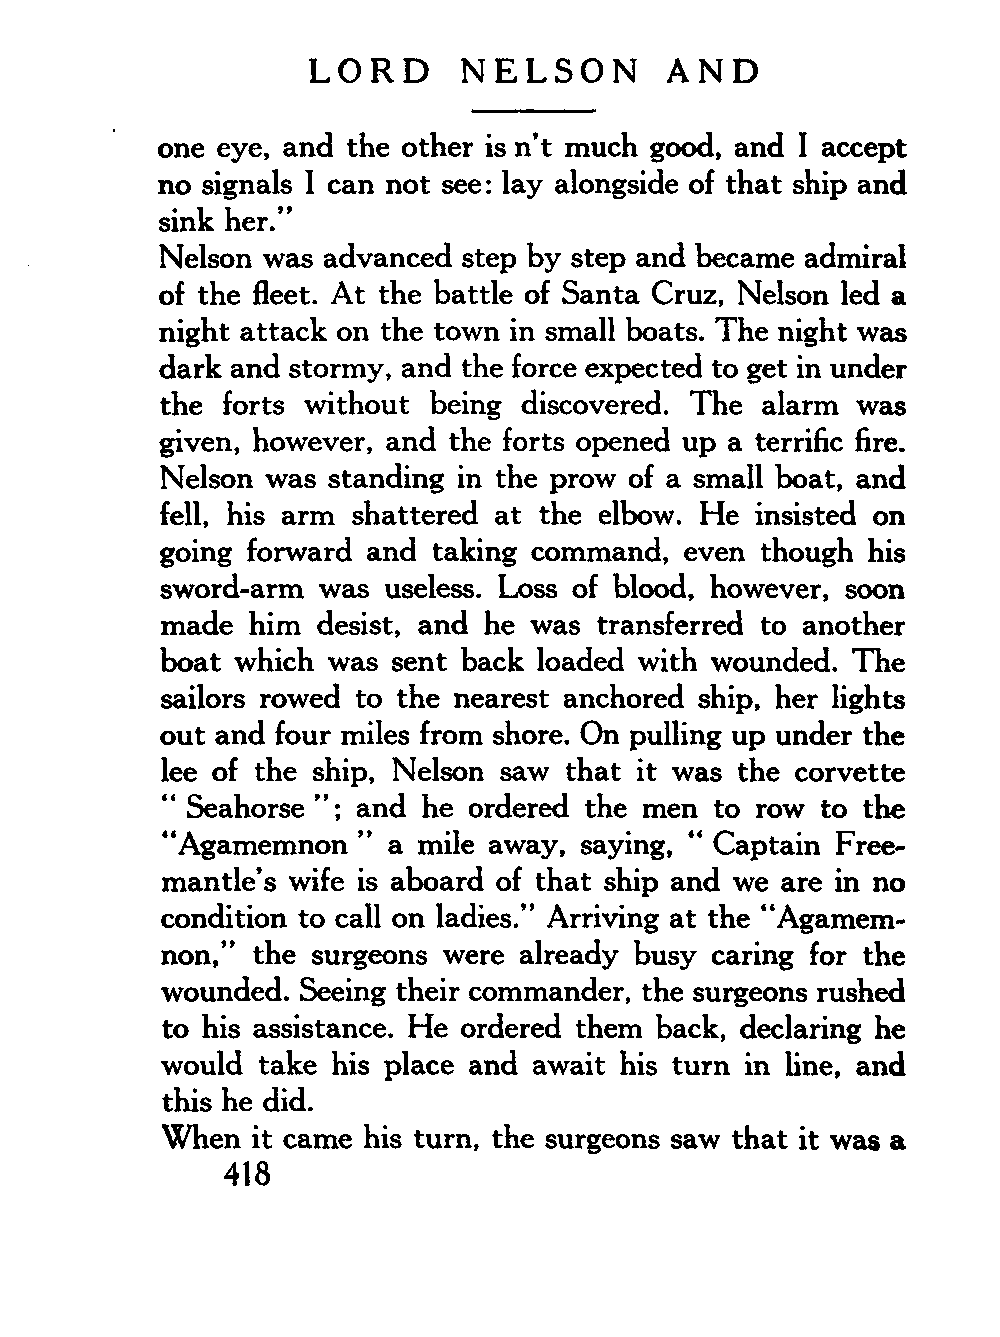 LORD NELSON AND
one eye, and the other is n't much good, and I accept
no signals I can not see: lay alongside of that ship and
sink her."
Nelson was advanced step by step and became admiral
of the fleet. At the battle of Santa Cruz, Nelson led a
night attack on the town in small boats. The night was
dark and stormy, and the force expected to get in under
the forts without being discovered. The alarm was
given, however, and the forts opened up a terrific fire.
Nelson was standing in the prow of a small boat, and
fell, his arm shattered at the elbow. He insisted on
going forward and taking command, even though his
sword-arm was useless. Loss of blood, however, soon
made him desist, and he was transferred to another
boat which was sent back loaded with wounded. The
sailors rowed to the nearest anchored ship, her lights
out and four miles from shore. On pulling up under the
lee of the ship, Nelson saw that it was the corvette
" Seahorse "; and he ordered the men to row to the
"Agamemnon " a mile away, saying, " Captain Free-
mantle's wife is aboard of that ship and we are in no
condition to call on ladies." Arriving at the "Agamem-
non," the surgeons were already busy caring for the
wounded. Seeing their commander, the surgeons rushed
to his assistance. He ordered them back, declaring he
would take his place and await his turn in line, and
this he did.
When it came his turn, the surgeons saw that it was a
418